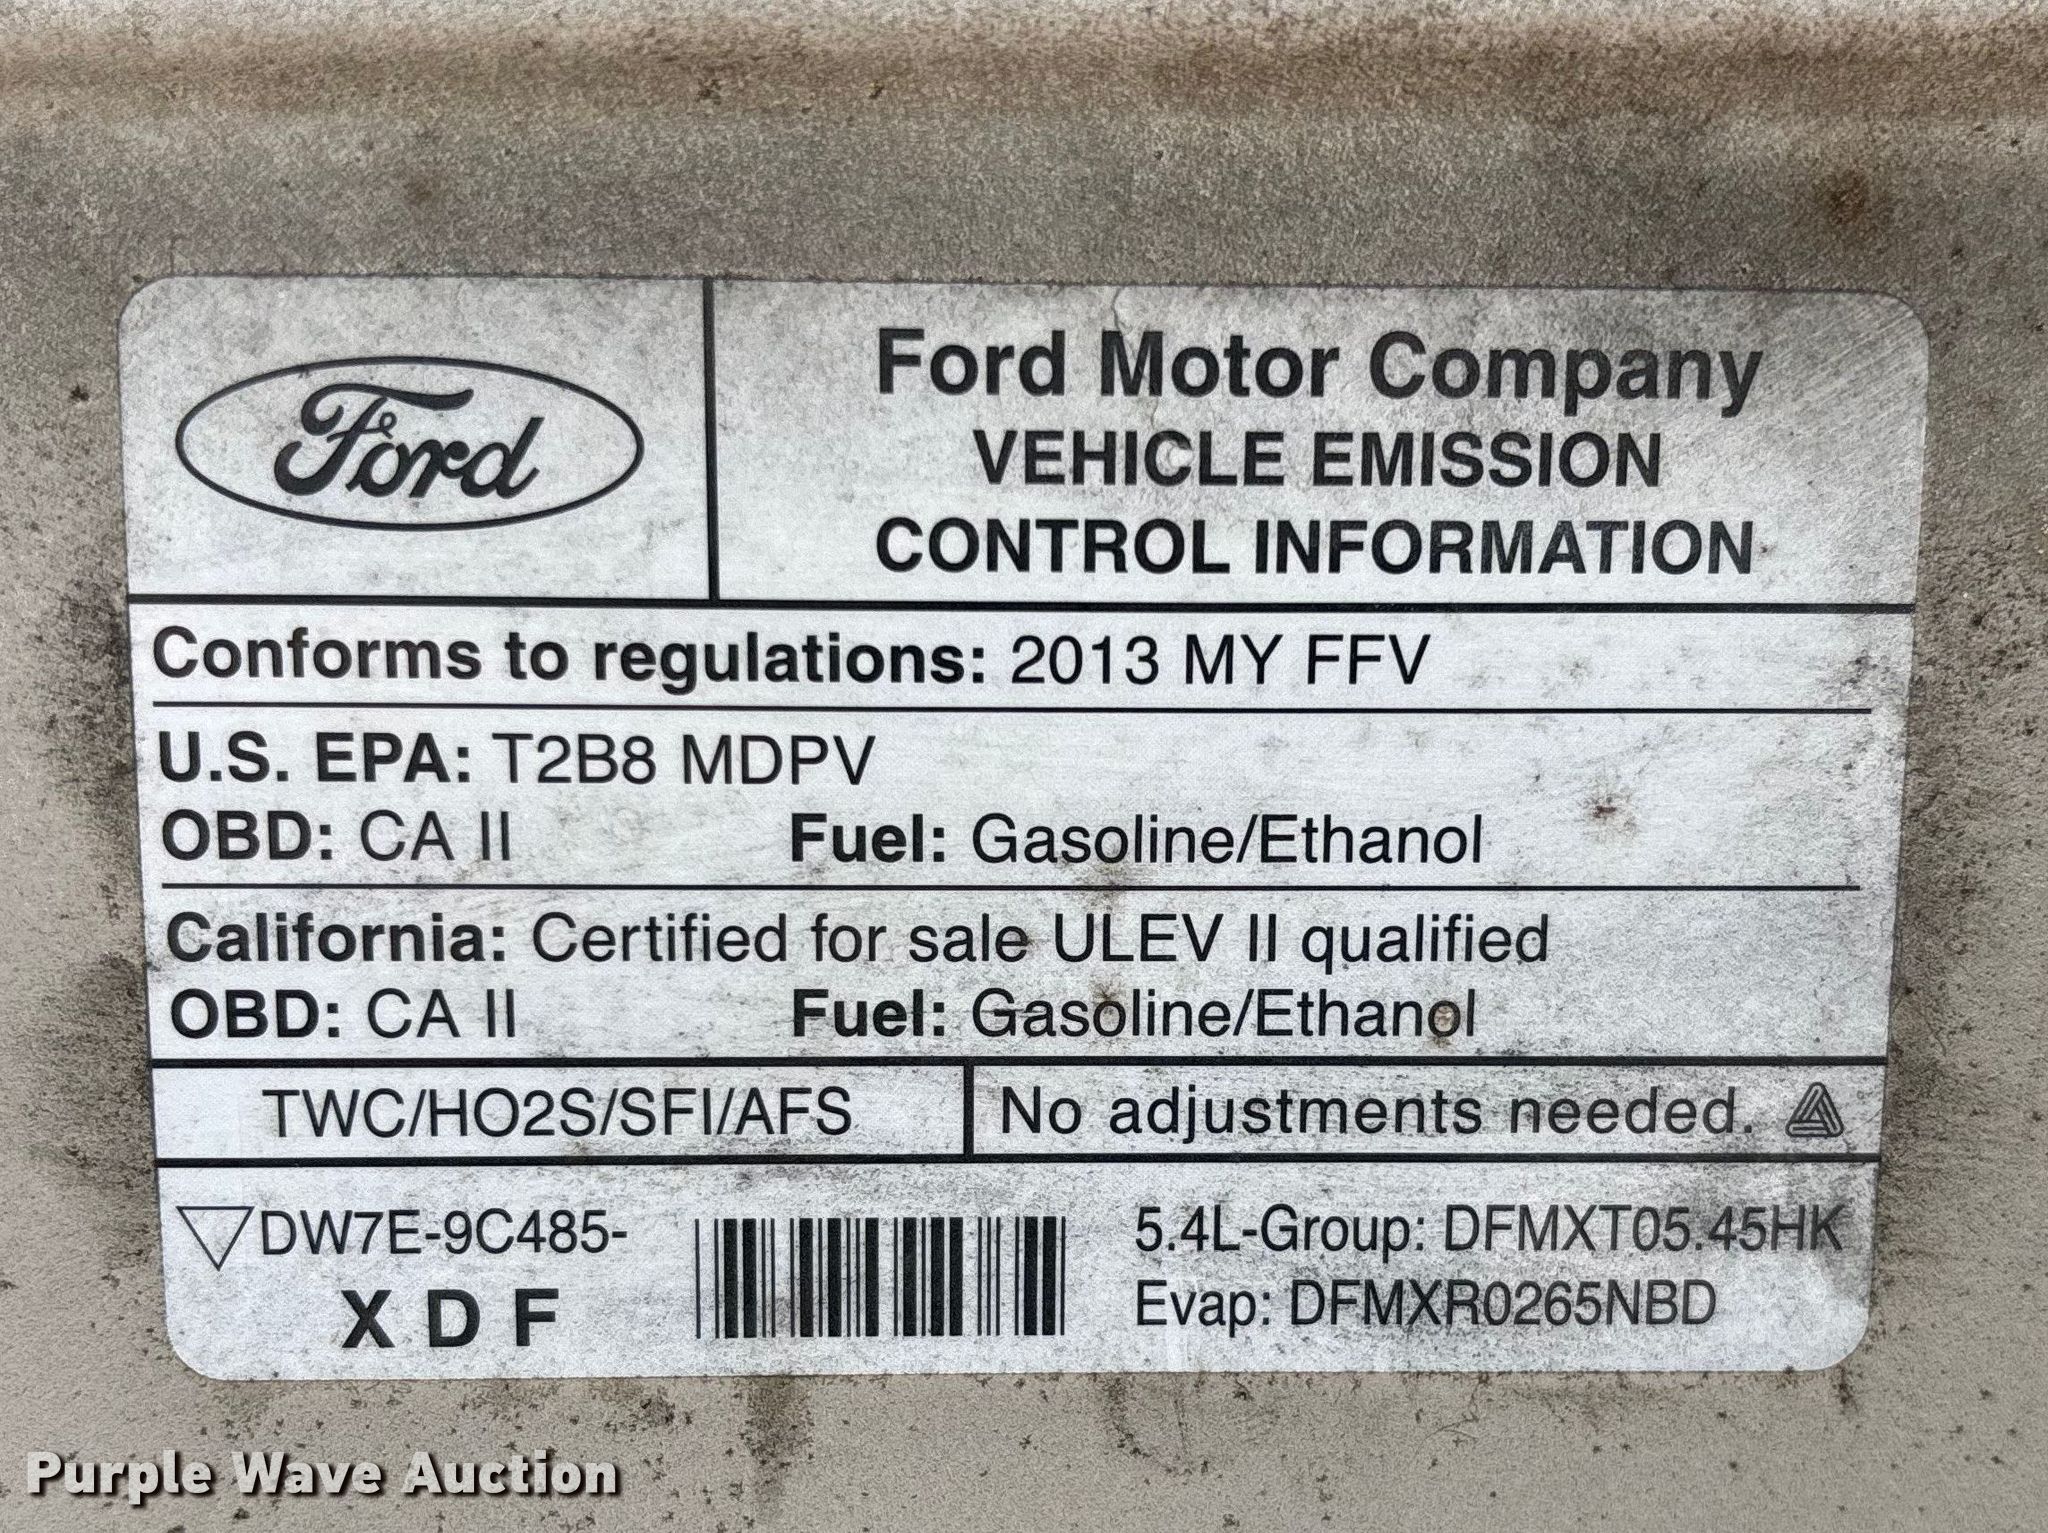 Ford
Ford Motor Company
VEHICLE EMISSION
CONTROL INFORMATION
Conforms to regulations: 2013 MY FFV
U.S. EPA: T2B8 MDPV
OBD: CA II Fuel: Gasoline/Ethanol
California: Certified for sale ULEV II qualified
OBD: CA II Fuel: Gasoline/Ethanol
TWC/HO2S/SFI/AFS
No adjustments needed.
DW7E-9C485-
X D F
5.4L-Group: DFMXT05.45HK
Evap: DFMXR0265NBD
Purple Wave Auction